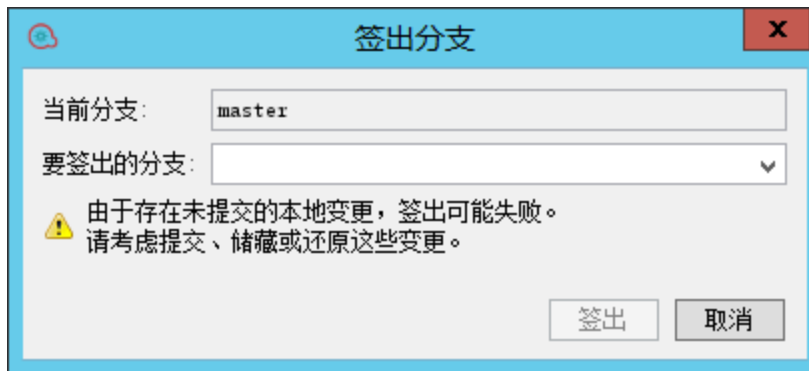 签出分支
当前分支:
master
要签出的分支:
由于存在未提交的本地变更，签出可能失败。
请考虑提交、储藏或还原这些变更。
签出
取消